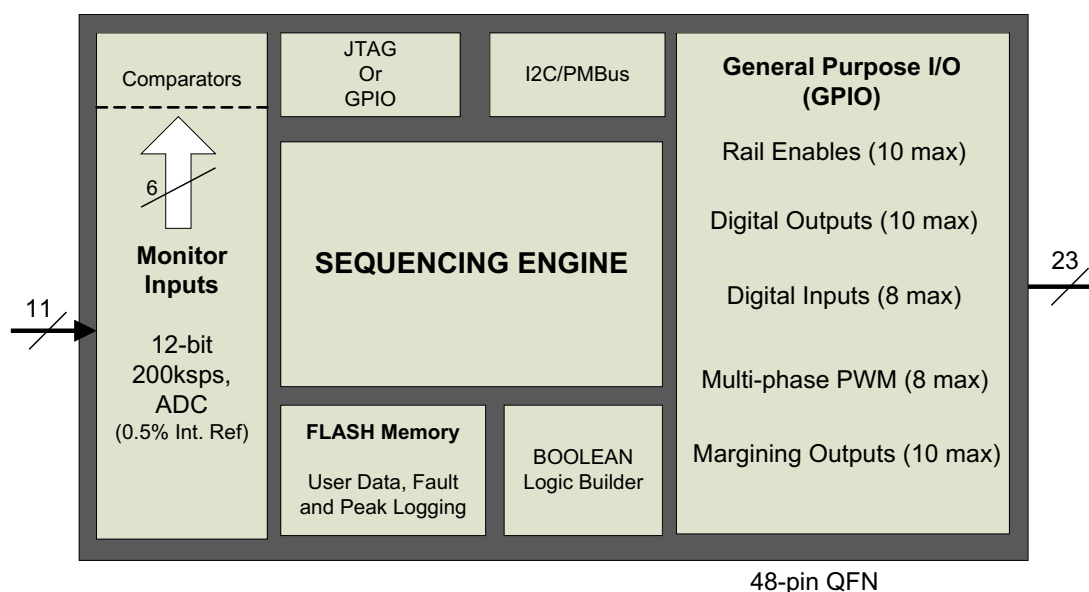 Comparators
6
Monitor
Inputs
11
12-bit
200ksps,
ADC
(0.5% Int. Ref)
JTAG
Or
GPIO
I2C/PMBus
SEQUENCING ENGINE
FLASH Memory
User Data, Fault
and Peak Logging
BOOLEAN
Logic Builder
General Purpose I/O
(GPIO)
Rail Enables (10 max)
Digital Outputs (10 max)
Digital Inputs (8 max)
Multi-phase PWM (8 max)
Margining Outputs (10 max)
23
48-pin QFN